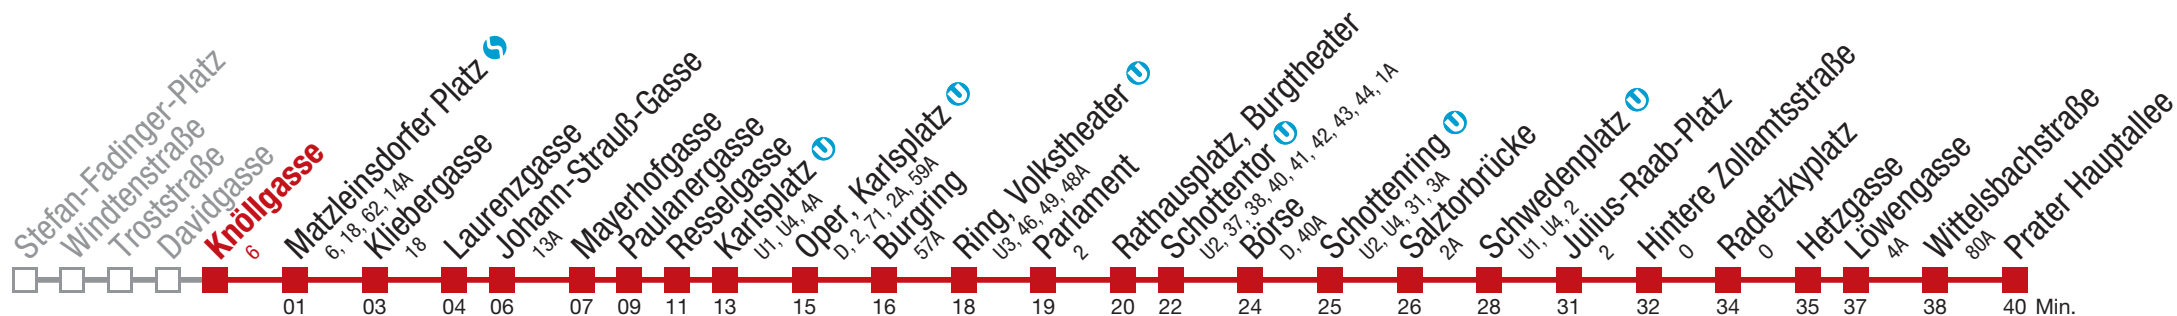 Stefan-Fadinger-Platz
Windtenstraße
Troststraße
Davidgasse
Knöllgasse
6
Matzleinsdorfer Platz
6, 18, 62, 14A
Kliebergasse
18
Laurenzgasse
Johann-Strauß-Gasse
13A
Mayerhofgasse
Paulanergasse
Resselgasse
Karlsplatz U
U1, U4, 4A
Oper, Karlsplatz U
D, 2, 71, 2A, 59A
Burgring
57A
Ring, Volkstheater U
U3, 46, 49, 48A
Parlament
2
Rathausplatz, Burgtheater
Schottentor U
U2, 37, 38, 40, 41, 42, 43, 44, 1A
Börse
D, 40A
Schottenring U
U2, U4, 31, 3A
Salztorbrücke
2A
Schwedenplatz U
U1, U4, 2
Julius-Raab-Platz
2
Hintere Zollamtsstraße
O
Radetzkyplatz
O
Hetzgasse
Löwengasse
4A
Wittelsbachstraße
80A
Prater Hauptallee
01 03 04 06 07 09 11 13 15 16 18 19 20 22 24 25 26 28 31 32 34 35 37 38 40 Min.